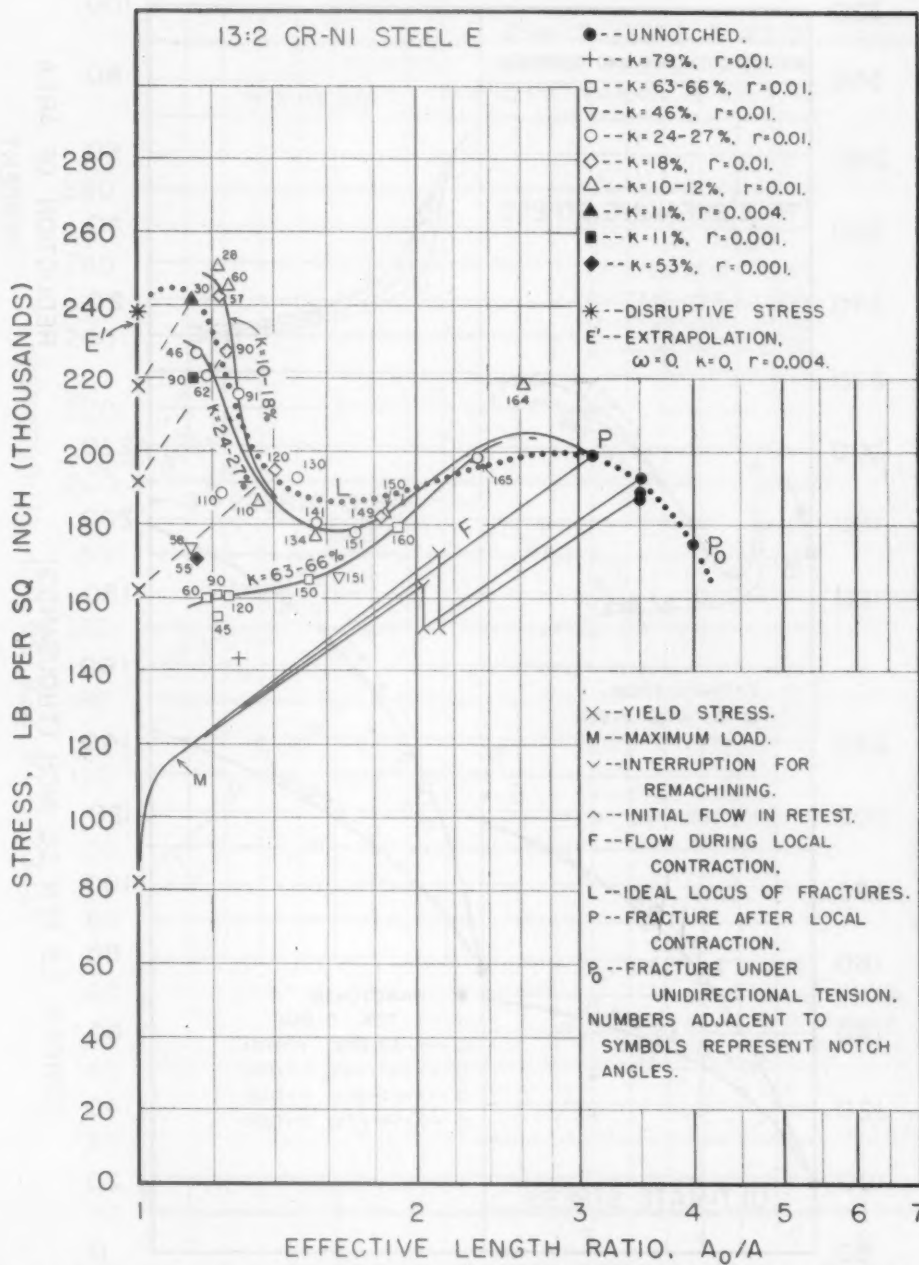 13:2 CR-NI STEEL E
●--UNNOTCHED.
+--K=79%, r=0.01.
□--K=63-66%, r=0.01.
▽--K=46%, r=0.01.
○--K=24-27%, r=0.01.
◇--K=18%, r=0.01.
△--K=10-12%, r=0.01.
▲--K=11%, r=0.004.
■--K=11%, r=0.001.
◆--K=53%, r=0.001.
✳--DISRUPTIVE STRESS
E'--EXTRAPOLATION,
ω=0, K=0, r=0.004.
STRESS, LB PER SQ INCH (THOUSANDS)
280
260
240
220
200
180
160
140
120
100
80
60
40
20
0
E'
28
60
30
57
46
90
62
90
91
K=10-18%
K=24-27%
120
130
110
110
L
141
134
149
150
151
160
165
164
P
P₀
58
55
K=63-66%
60
90
120
150
151
45
F
M
×--YIELD STRESS.
M--MAXIMUM LOAD.
∨--INTERRUPTION FOR
REMACHINING.
∧--INITIAL FLOW IN RETEST.
F--FLOW DURING LOCAL
CONTRACTION.
L--IDEAL LOCUS OF FRACTURES.
P--FRACTURE AFTER LOCAL
CONTRACTION.
P₀--FRACTURE UNDER
UNIDIRECTIONAL TENSION.
NUMBERS ADJACENT TO
SYMBOLS REPRESENT NOTCH
ANGLES.
1 2 3 4 5 6 7
EFFECTIVE LENGTH RATIO, A₀/A